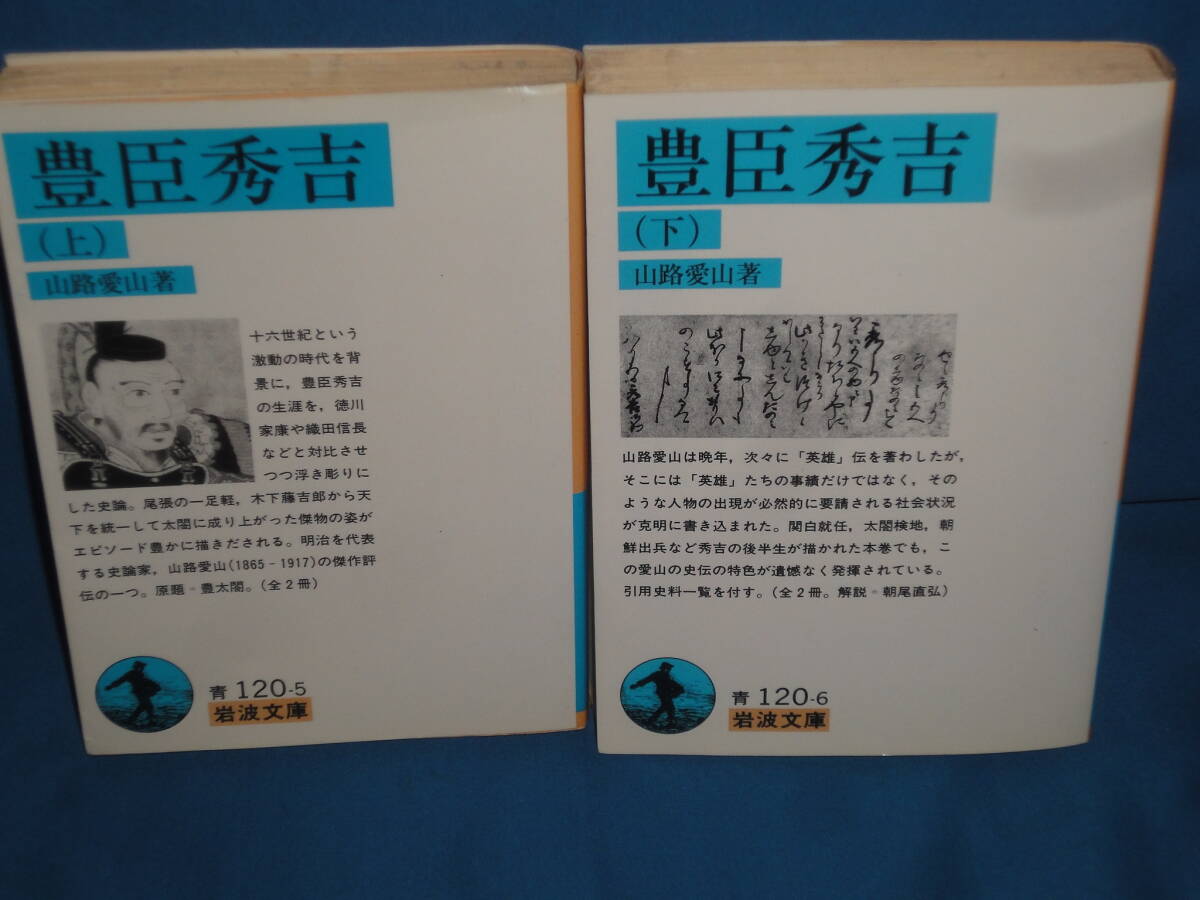 豊臣秀吉
(上)
山路愛山著
十六世紀という
激動の時代を背
景に，豊臣秀吉
の生涯を，徳川
家康や織田信長
などと対比させ
つつ浮き彫りに
した史論。尾張の一足軽，木下藤吉郎から天
下を統一して太閤に成り上がった傑物の姿が
エピソード豊かに描きだされる。明治を代表
する史論家，山路愛山(1865-1917)の傑作評
伝の一つ。原題＝豊太閤。(全2冊)
青 120-5
岩波文庫
豊臣秀吉
(下)
山路愛山著
山路愛山は晩年，次々に「英雄」伝を著わしたが，
そこには「英雄」たちの事績だけではなく，その
ような人物の出現が必然的に要請される社会状況
が克明に書き込まれた。関白就任，太閤検地，朝
鮮出兵など秀吉の後半生が描かれた本巻でも，こ
の愛山の史伝の特色が遺憾なく発揮されている。
引用史料一覧を付す。(全2冊。解説＝朝尾直弘)
青 120-6
岩波文庫